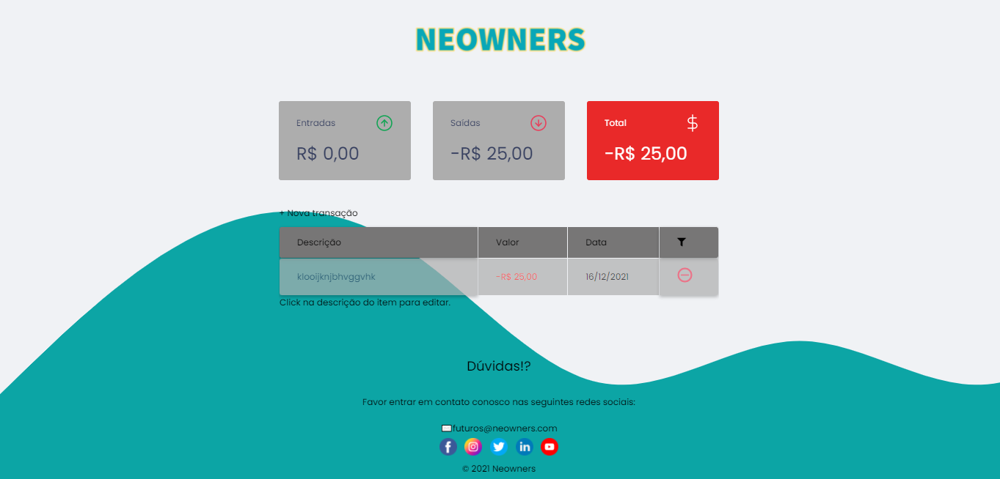 NEOWNERS
Entradas
R$ 0,00
Saídas
-R$ 25,00
Total
$
-R$ 25,00
+ Nova transação
Descrição Valor Data
klooijknjbhvggvhk -R$ 25,00 16/12/2021
Click na descrição do item para editar.
Dúvidas!?
Favor entrar em contato conosco nas seguintes redes sociais:
futuros@neowners.com
© 2021 Neowners